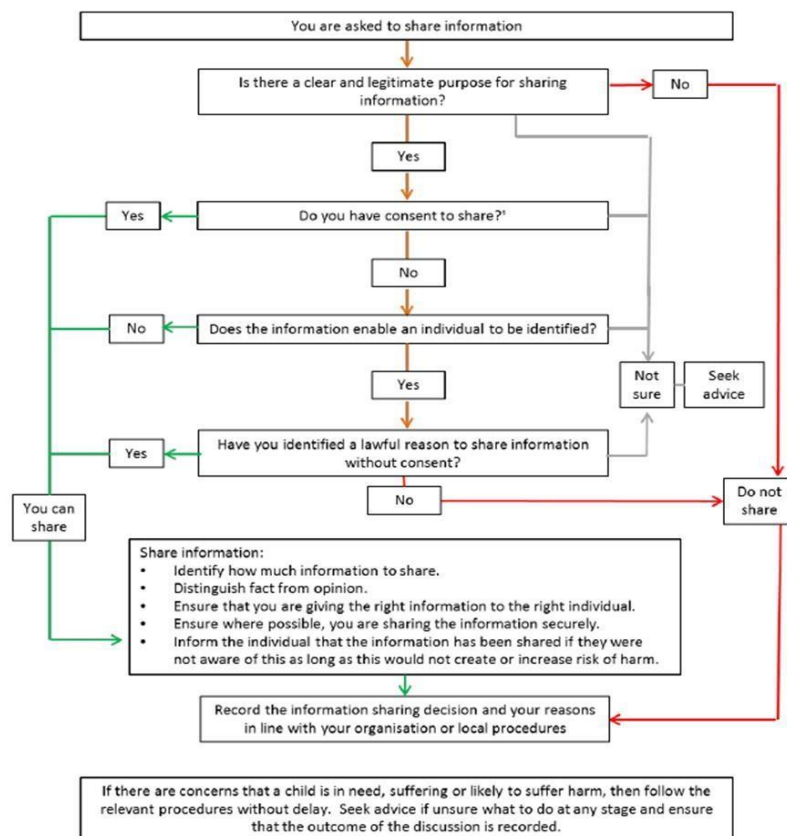 You are asked to share information
Is there a clear and legitimate purpose for sharing
information?
No
Yes
Yes
Do you have consent to share?¹
No
No
Does the information enable an individual to be identified?
Yes
Not
sure
Seek
advice
Yes
Have you identified a lawful reason to share information
without consent?
No
You can
share
Do not
share
Share information:
• Identify how much information to share.
• Distinguish fact from opinion.
• Ensure that you are giving the right information to the right individual.
• Ensure where possible, you are sharing the information securely.
• Inform the individual that the information has been shared if they were
not aware of this as long as this would not create or increase risk of harm.
Record the information sharing decision and your reasons
in line with your organisation or local procedures
If there are concerns that a child is in need, suffering or likely to suffer harm, then follow the
relevant procedures without delay. Seek advice if unsure what to do at any stage and ensure
that the outcome of the discussion is recorded.